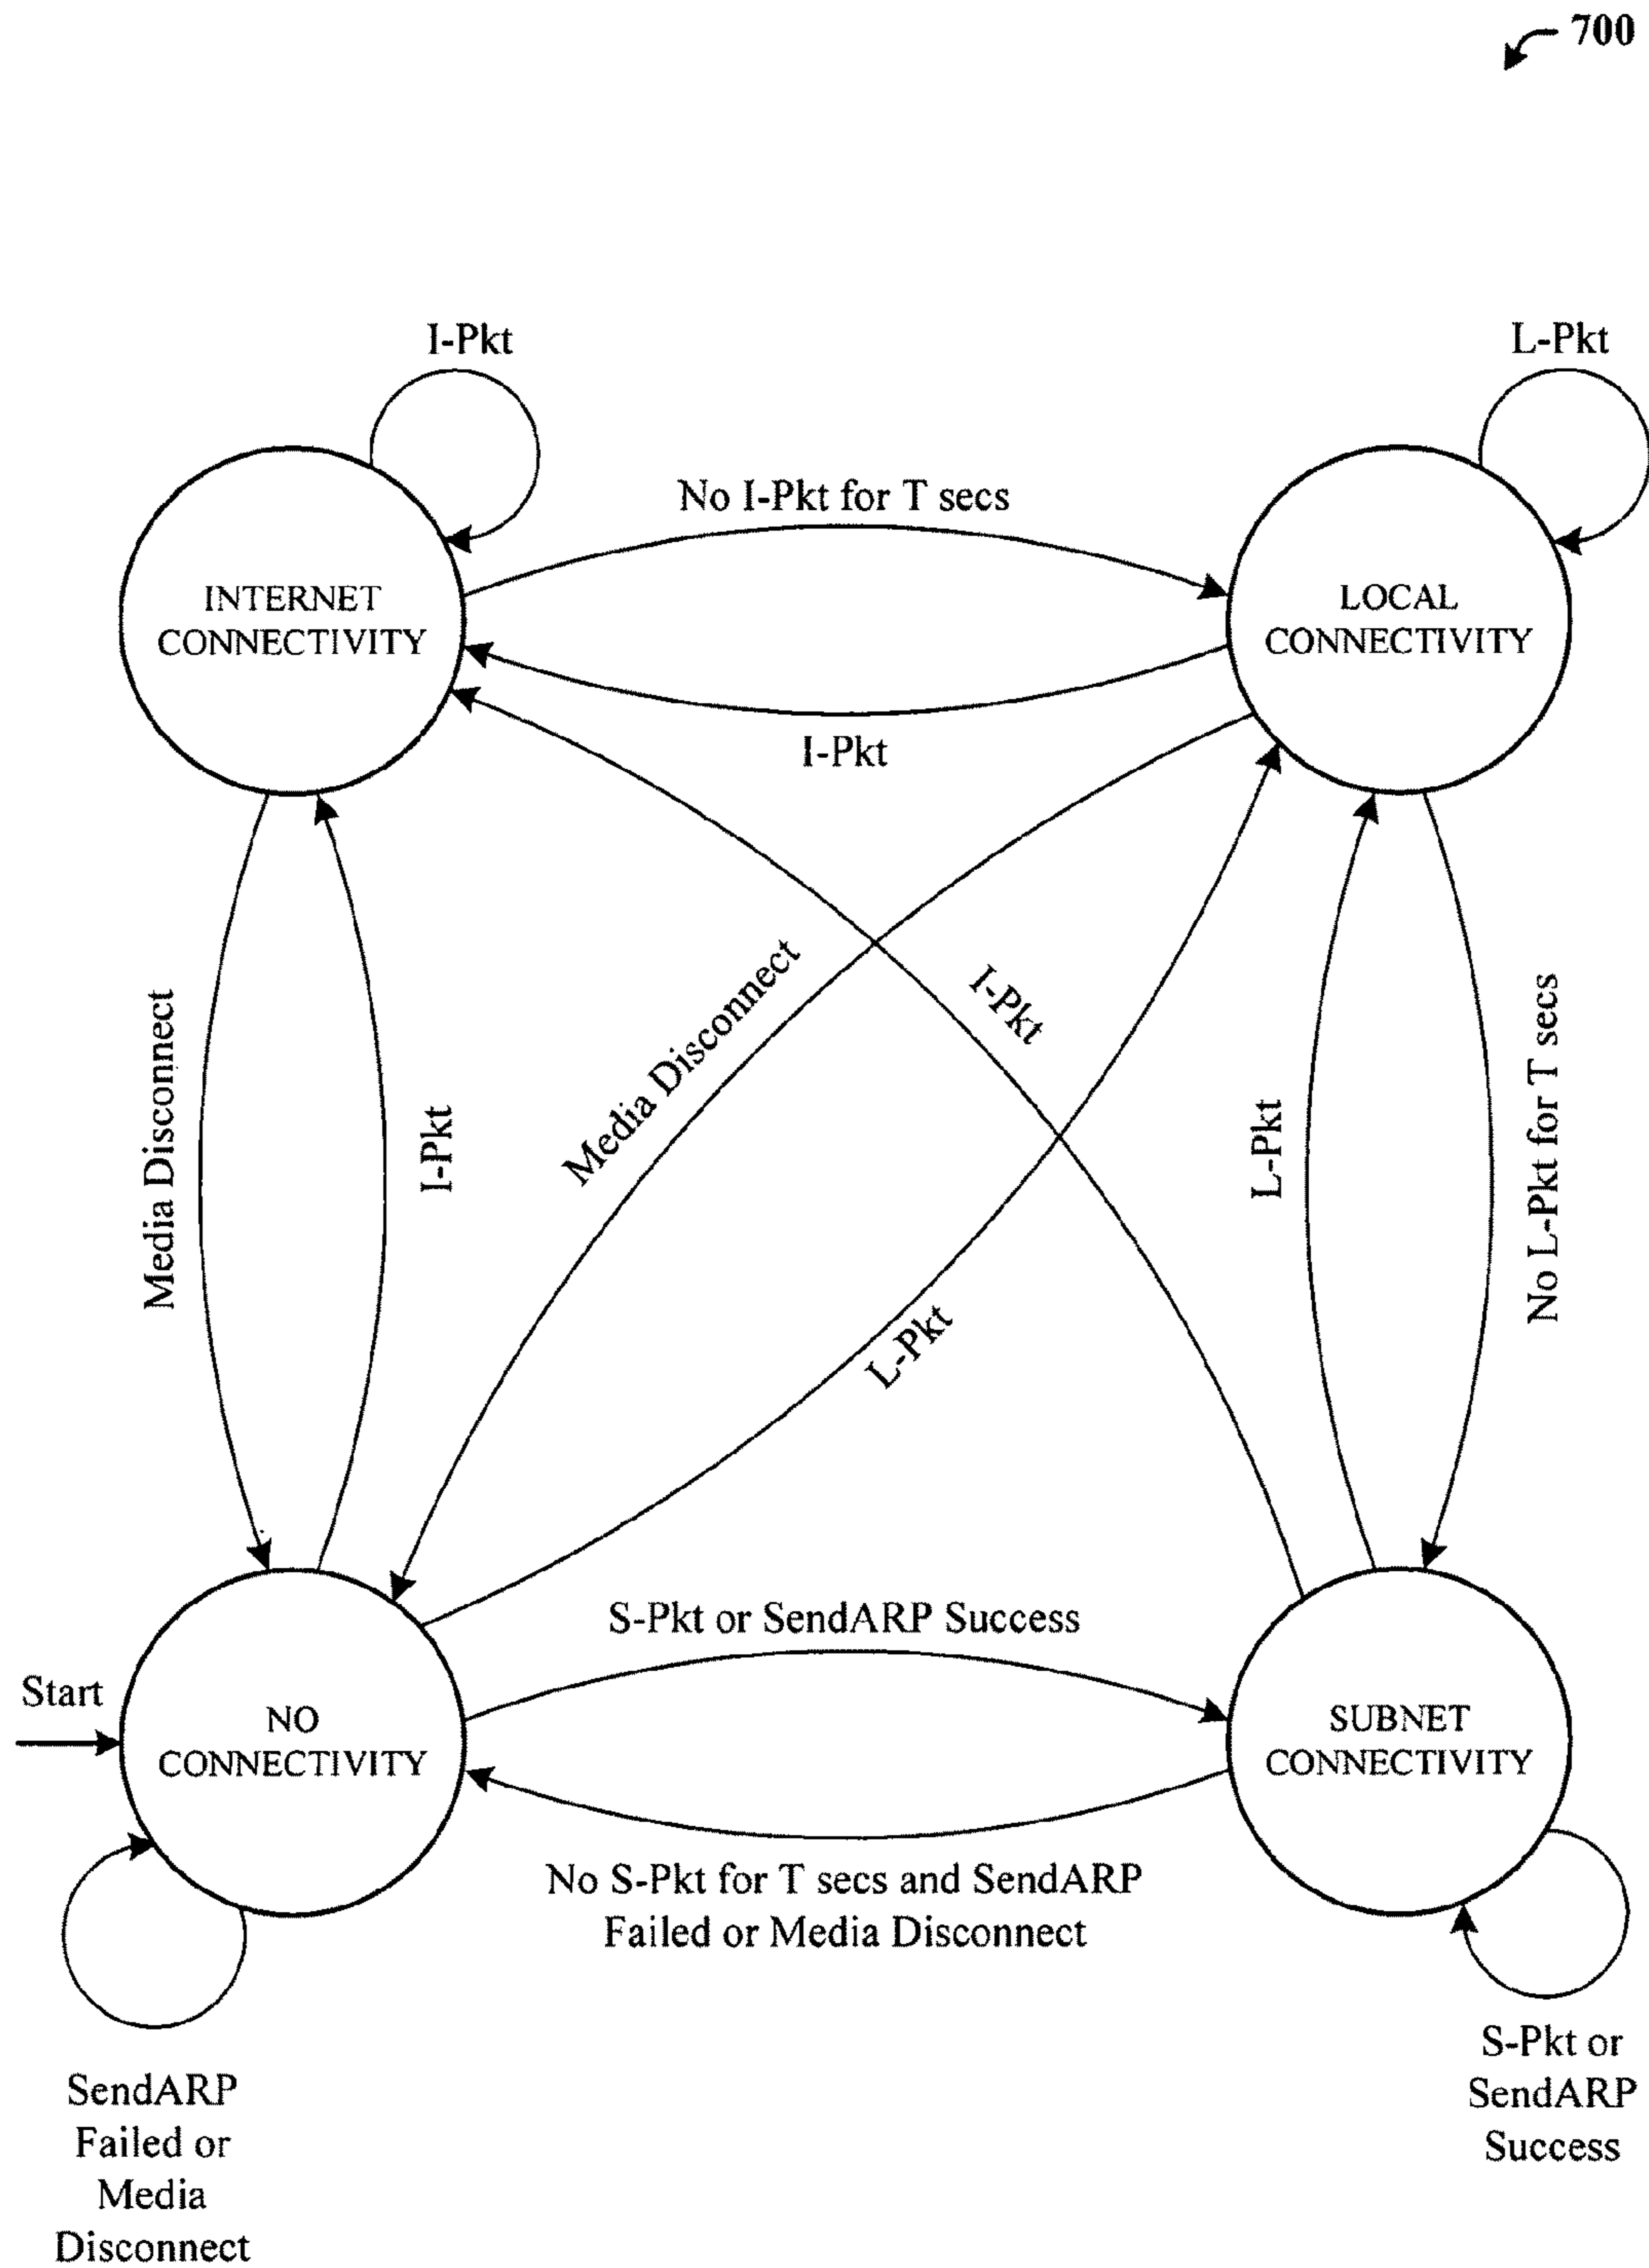 700
I-Pkt
L-Pkt
No I-Pkt for T secs
INTERNET
CONNECTIVITY
LOCAL
CONNECTIVITY
I-Pkt
Media Disconnect
I-Pkt
Media Disconnect
I-Pkt
L-Pkt
L-Pkt
No L-Pkt for T secs
S-Pkt or SendARP Success
Start
NO
CONNECTIVITY
SUBNET
CONNECTIVITY
No S-Pkt for T secs and SendARP
Failed or Media Disconnect
SendARP
Failed or
Media
Disconnect
S-Pkt or
SendARP
Success